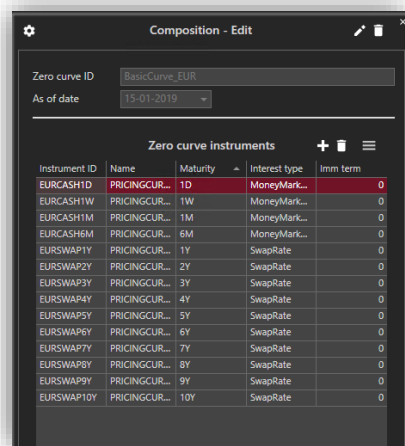 Composition - Edit
Zero curve ID BasicCurve_EUR
As of date 15-01-2019
Zero curve instruments
Instrument ID Name Maturity Interest type Imm term
EURCASH1D PRICINGCUR... 1D MoneyMark... 0
EURCASH1W PRICINGCUR... 1W MoneyMark... 0
EURCASH1M PRICINGCUR... 1M MoneyMark... 0
EURCASH6M PRICINGCUR... 6M MoneyMark... 0
EURSWAP1Y PRICINGCUR... 1Y SwapRate 0
EURSWAP2Y PRICINGCUR... 2Y SwapRate 0
EURSWAP3Y PRICINGCUR... 3Y SwapRate 0
EURSWAP4Y PRICINGCUR... 4Y SwapRate 0
EURSWAP5Y PRICINGCUR... 5Y SwapRate 0
EURSWAP6Y PRICINGCUR... 6Y SwapRate 0
EURSWAP7Y PRICINGCUR... 7Y SwapRate 0
EURSWAP8Y PRICINGCUR... 8Y SwapRate 0
EURSWAP9Y PRICINGCUR... 9Y SwapRate 0
EURSWAP10Y PRICINGCUR... 10Y SwapRate 0